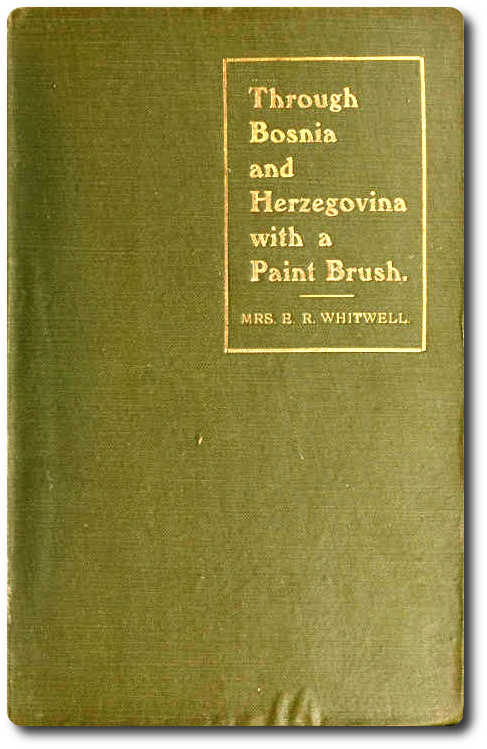 Through
Bosnia
and
Herzegovina
with a
Paint Brush.
MRS. E. R. WHITWELL.